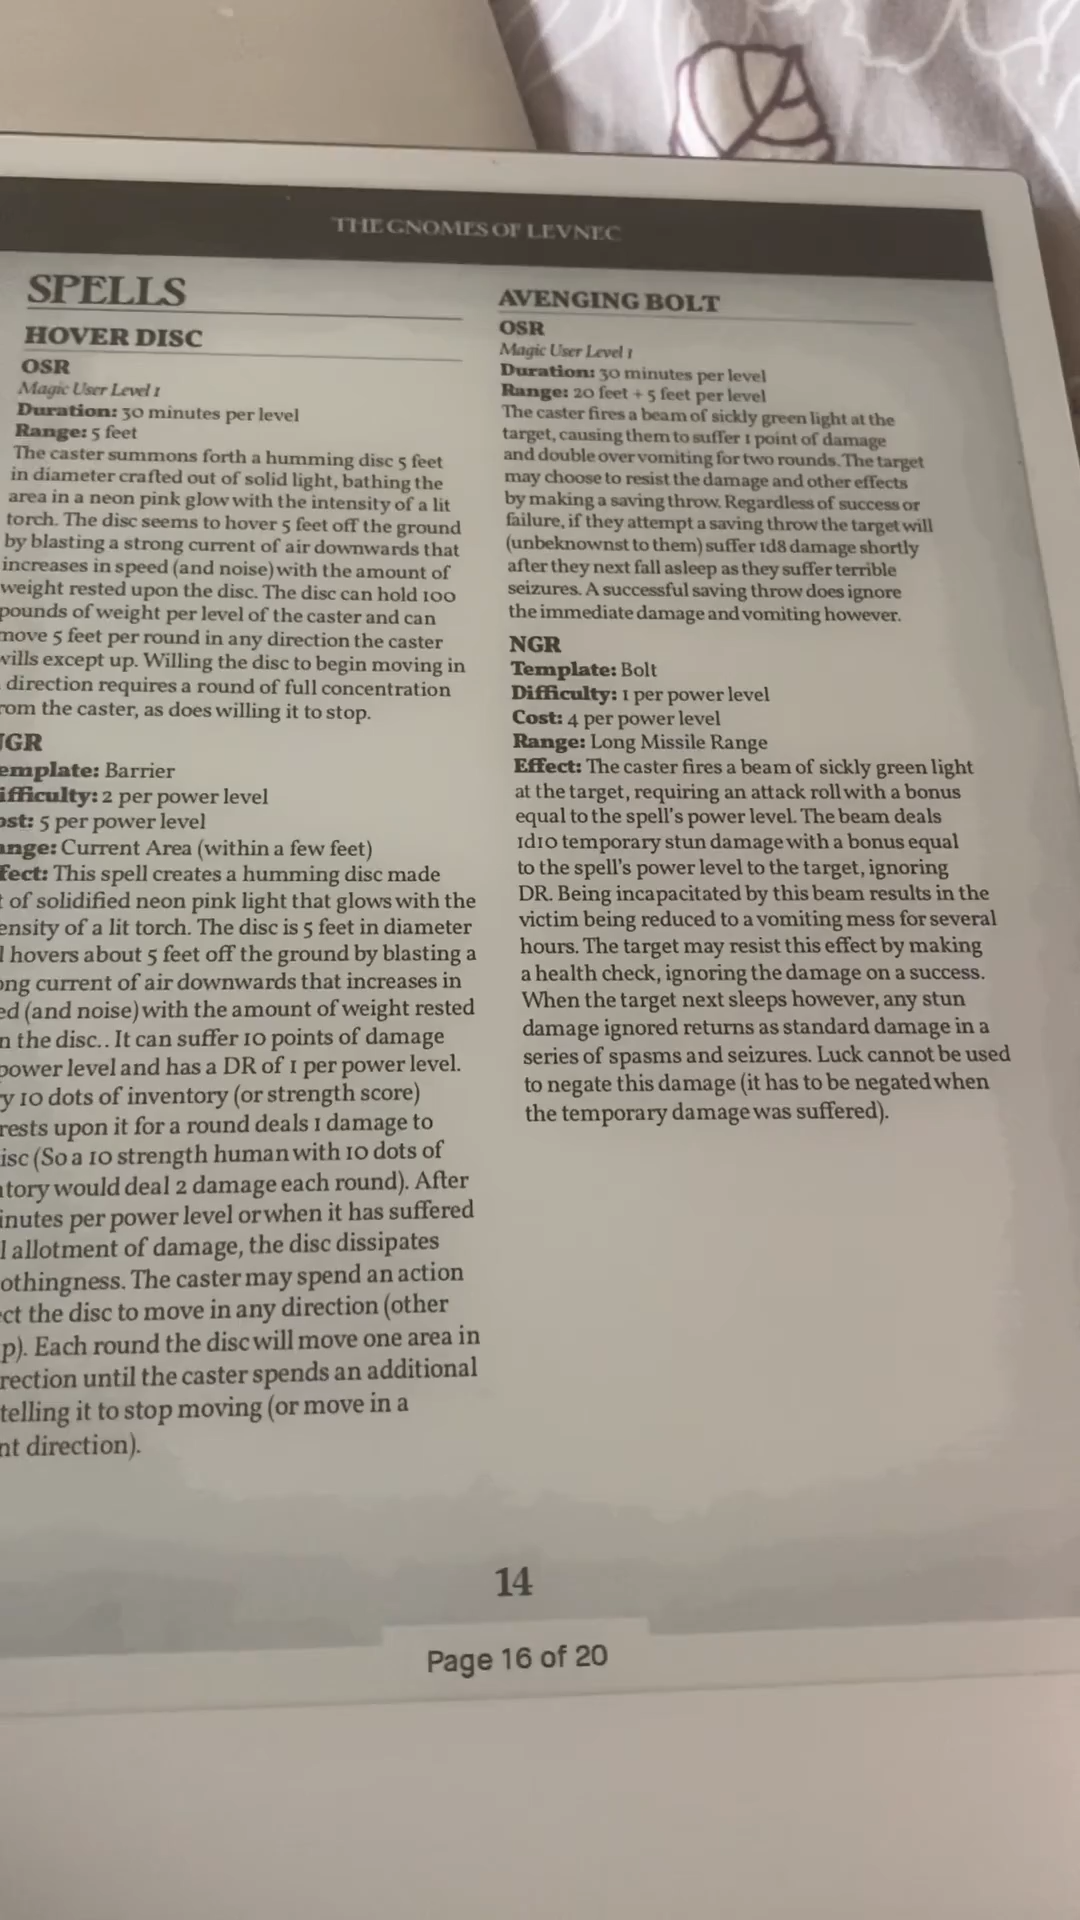 THE GNOMES OF LEVNEC
SPELLS
HOVER DISC
OSR
Magic User Level 1
Duration: 30 minutes per level
Range: 5 feet
The caster summons forth a humming disc 5 feet
in diameter crafted out of solid light, bathing the
area in a neon pink glow with the intensity of a lit
torch. The disc seems to hover 5 feet off the ground
by blasting a strong current of air downwards that
increases in speed (and noise) with the amount of
weight rested upon the disc. The disc can hold 100
pounds of weight per level of the caster and can
move 5 feet per round in any direction the caster
wills except up. Willing the disc to begin moving in
direction requires a round of full concentration
from the caster, as does willing it to stop.
NGR
emplate: Barrier
ifficulty: 2 per power level
ost: 5 per power level
ange: Current Area (within a few feet)
fect: This spell creates a humming disc made
t of solidified neon pink light that glows with the
ensity of a lit torch. The disc is 5 feet in diameter
l hovers about 5 feet off the ground by blasting a
ong current of air downwards that increases in
ed (and noise) with the amount of weight rested
n the disc.. It can suffer 10 points of damage
power level and has a DR of 1 per power level.
y 10 dots of inventory (or strength score)
rests upon it for a round deals 1 damage to
isc (So a 10 strength human with 10 dots of
tory would deal 2 damage each round). After
inutes per power level or when it has suffered
l allotment of damage, the disc dissipates
othingness. The caster may spend an action
ct the disc to move in any direction (other
p). Each round the disc will move one area in
rection until the caster spends an additional
telling it to stop moving (or move in a
nt direction).
AVENGING BOLT
OSR
Magic User Level 1
Duration: 30 minutes per level
Range: 20 feet + 5 feet per level
The caster fires a beam of sickly green light at the
target, causing them to suffer 1 point of damage
and double over vomiting for two rounds. The target
may choose to resist the damage and other effects
by making a saving throw. Regardless of success or
failure, if they attempt a saving throw the target will
(unbeknownst to them) suffer 1d8 damage shortly
after they next fall asleep as they suffer terrible
seizures. A successful saving throw does ignore
the immediate damage and vomiting however.
NGR
Template: Bolt
Difficulty: 1 per power level
Cost: 4 per power level
Range: Long Missile Range
Effect: The caster fires a beam of sickly green light
at the target, requiring an attack roll with a bonus
equal to the spell's power level. The beam deals
1d10 temporary stun damage with a bonus equal
to the spell's power level to the target, ignoring
DR. Being incapacitated by this beam results in the
victim being reduced to a vomiting mess for several
hours. The target may resist this effect by making
a health check, ignoring the damage on a success.
When the target next sleeps however, any stun
damage ignored returns as standard damage in a
series of spasms and seizures. Luck cannot be used
to negate this damage (it has to be negated when
the temporary damage was suffered).
14
Page 16 of 20